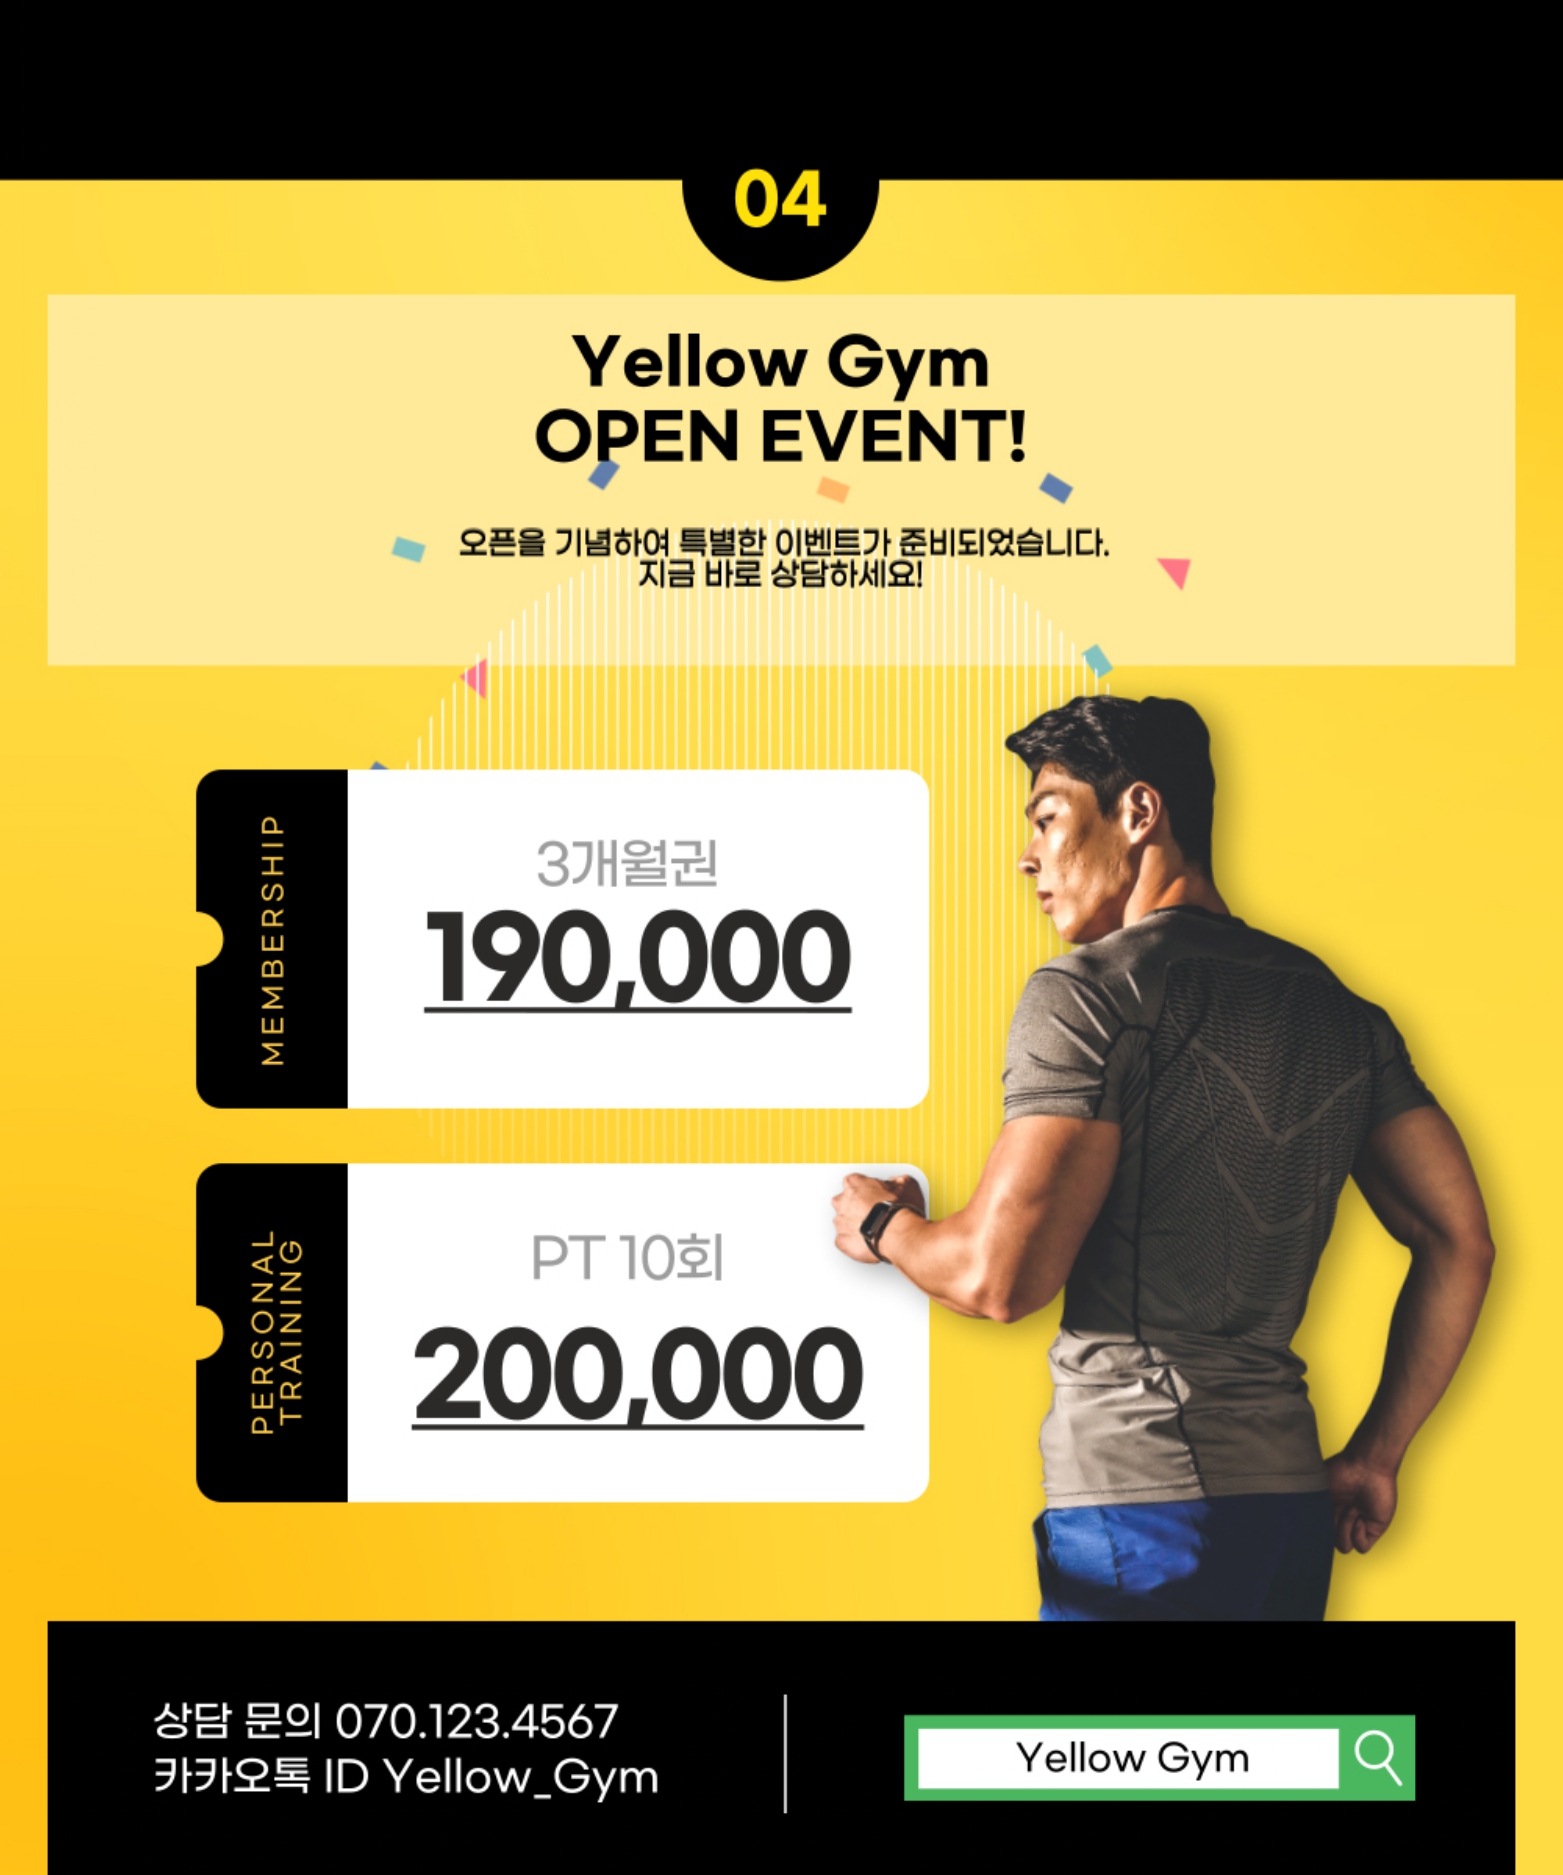 04
Yellow Gym
OPEN EVENT!
오픈을 기념하여 특별한 이벤트가 준비되었습니다.
지금 바로 상담하세요!
MEMBERSHIP
3개월권
190,000
PERSONAL
TRAINING
PT 10회
200,000
상담 문의 070.123.4567
카카오톡 ID Yellow_Gym
Yellow Gym